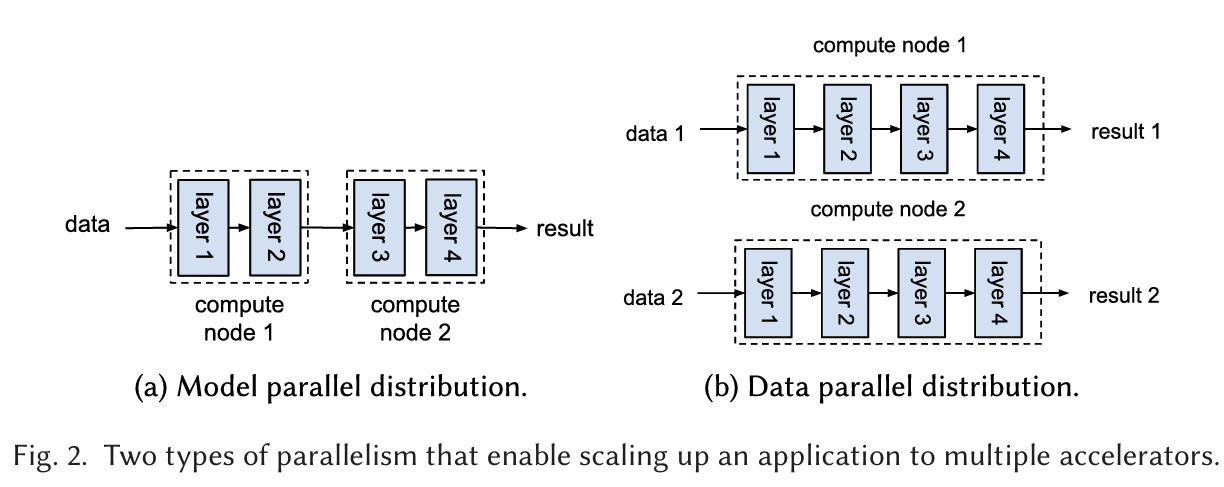 data
layer 1
layer 2
layer 3
layer 4
result
compute
node 1
compute
node 2
(a) Model parallel distribution.
compute node 1
data 1
layer 1
layer 2
layer 3
layer 4
result 1
compute node 2
data 2
layer 1
layer 2
layer 3
layer 4
result 2
(b) Data parallel distribution.
Fig. 2. Two types of parallelism that enable scaling up an application to multiple accelerators.